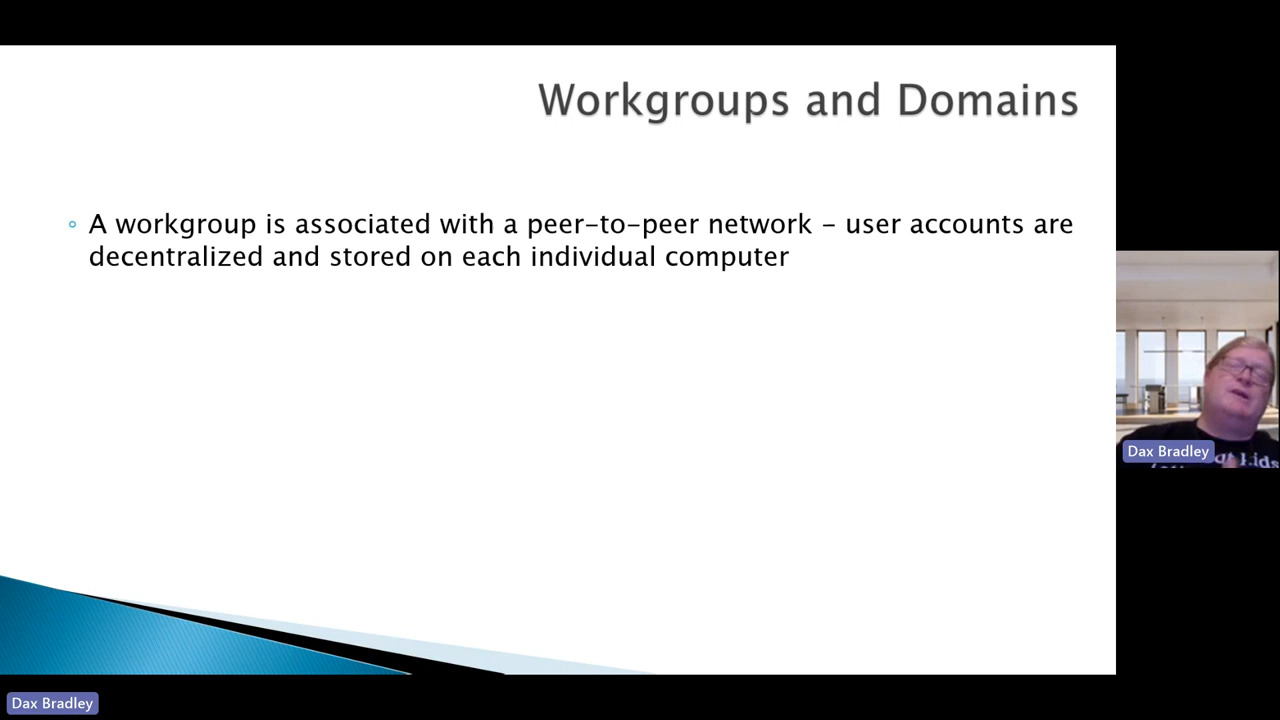 Workgroups and Domains
A workgroup is associated with a peer-to-peer network – user accounts are
decentralized and stored on each individual computer
Dax Bradley
Dax Bradley